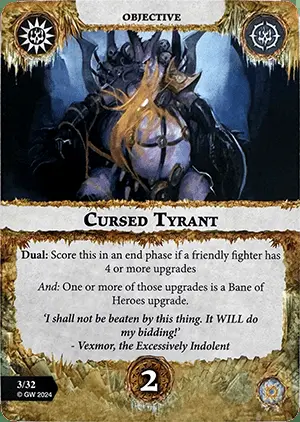 OBJECTIVE
CURSED TYRANT
Dual: Score this in an end phase if a friendly fighter has
4 or more upgrades
And: One or more of those upgrades is a Bane of
Heroes upgrade.
‘I shall not be beaten by this thing. It WILL do
my bidding!’
- Vexmor, the Excessively Indolent
3/32
© GW 2024
2